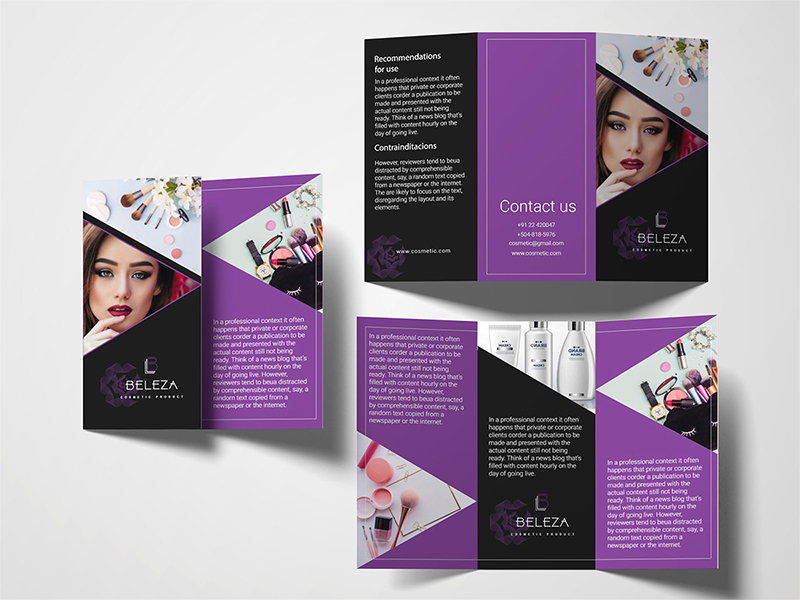 BELEZA
COSMETIC PRODUCT
In a professional context it often
happens that private or corporate
clients corder a publication to be
made and presented with the
actual content still not being
ready. Think of a news blog that's
filled with content hourly on the
day of going live. However,
reviewers tend to beua distracted
by comprehensible content, say, a
random text copied from a
newspaper or the internet.
Recommendations
for use
In a professional context it often
happens that private or corporate
clients corder a publication to be
made and presented with the
actual content still not being
ready. Think of a news blog that's
filled with content hourly on the
day of going live.
Contrainditacions
However, reviewers tend to beua
distracted by comprehensible
content, say, a random text copied
from a newspaper or the internet.
The are likely to focus on the text,
disregarding the layout and its
elements.
www.cosmetic.com
Contact us
+91 22 420047
+504-818-5976
cosmetic@gmail.com
www.cosmetic.com
BELEZA
COSMETIC PRODUCT
In a professional context it often
happens that private or corporate
clients corder a publication to be
made and presented with the
actual content still not being
ready. Think of a news blog that's
filled with content hourly on the
day of going live. However,
reviewers tend to beua distracted
by comprehensible content, say, a
random text copied from a
newspaper or the internet.
CREAM
BRAND
CREAM
BRAND
CREAM
In a professional context it often
happens that private or corporate
clients corder a publication to be
made and presented with the
actual content still not being
ready. Think of a news blog that's
filled with content hourly on the
day of going live.
BELEZA
COSMETIC PRODUCT
In a professional context it often
happens that private or corporate
clients corder a publication to be
made and presented with the
actual content still not being
ready. Think of a news blog that's
filled with content hourly on the
day of going live. However,
reviewers tend to beua distracted
by comprehensible content, say, a
random text copied from a
newspaper or the internet.